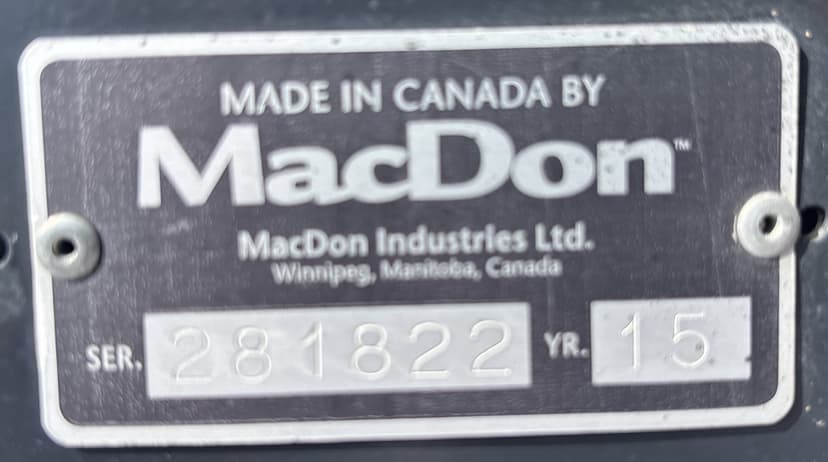 MADE IN CANADA BY
MacDon™
MacDon Industries Ltd.
Winnipeg, Manitoba, Canada
SER. 281822 YR. 15